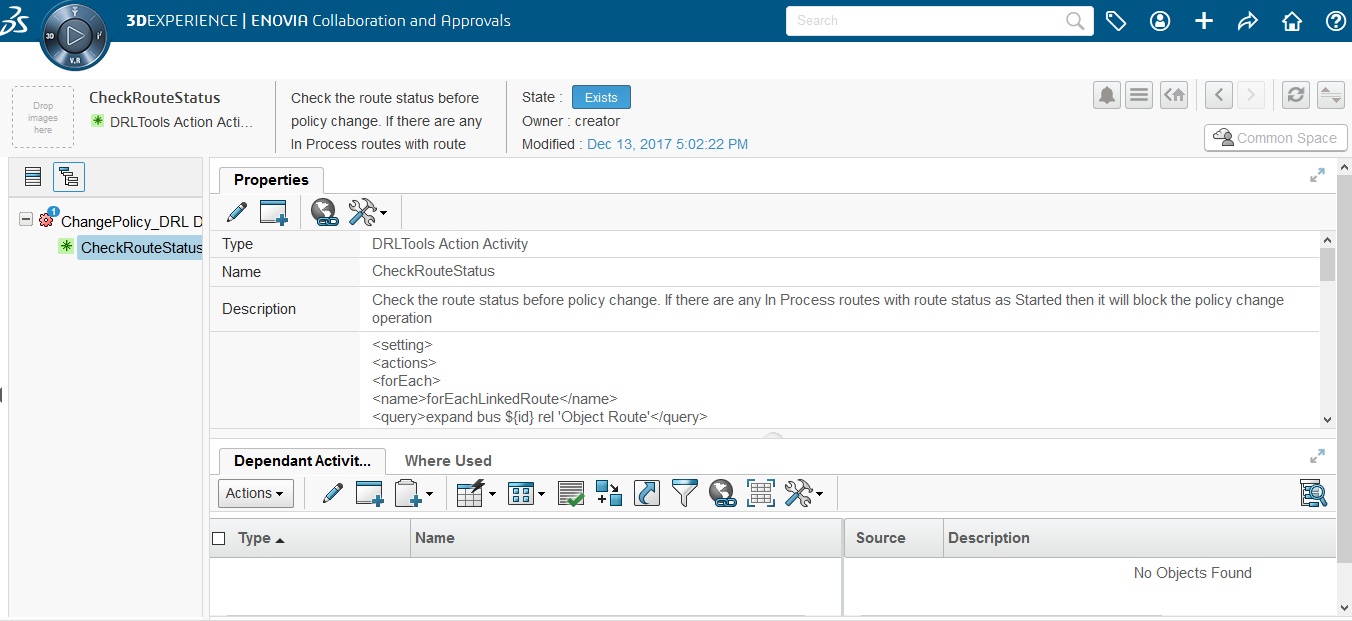 3DEXPERIENCE | ENOVIA Collaboration and Approvals
Search
3D
V.R
Drop
images
here
CheckRouteStatus
DRLTools Action Acti...
Check the route status before
policy change. If there are any
In Process routes with route
State : Exists
Owner : creator
Modified : Dec 13, 2017 5:02:22 PM
Common Space
1
ChangePolicy_DRL D
CheckRouteStatus
Properties
Type DRLTools Action Activity
Name CheckRouteStatus
Description Check the route status before policy change. If there are any In Process routes with route status as Started then it will block the policy change
operation
<setting>
<actions>
<forEach>
<name>forEachLinkedRoute</name>
<query>expand bus ${id} rel 'Object Route'</query>
Dependant Activit... Where Used
Actions
Type Name Source Description
No Objects Found